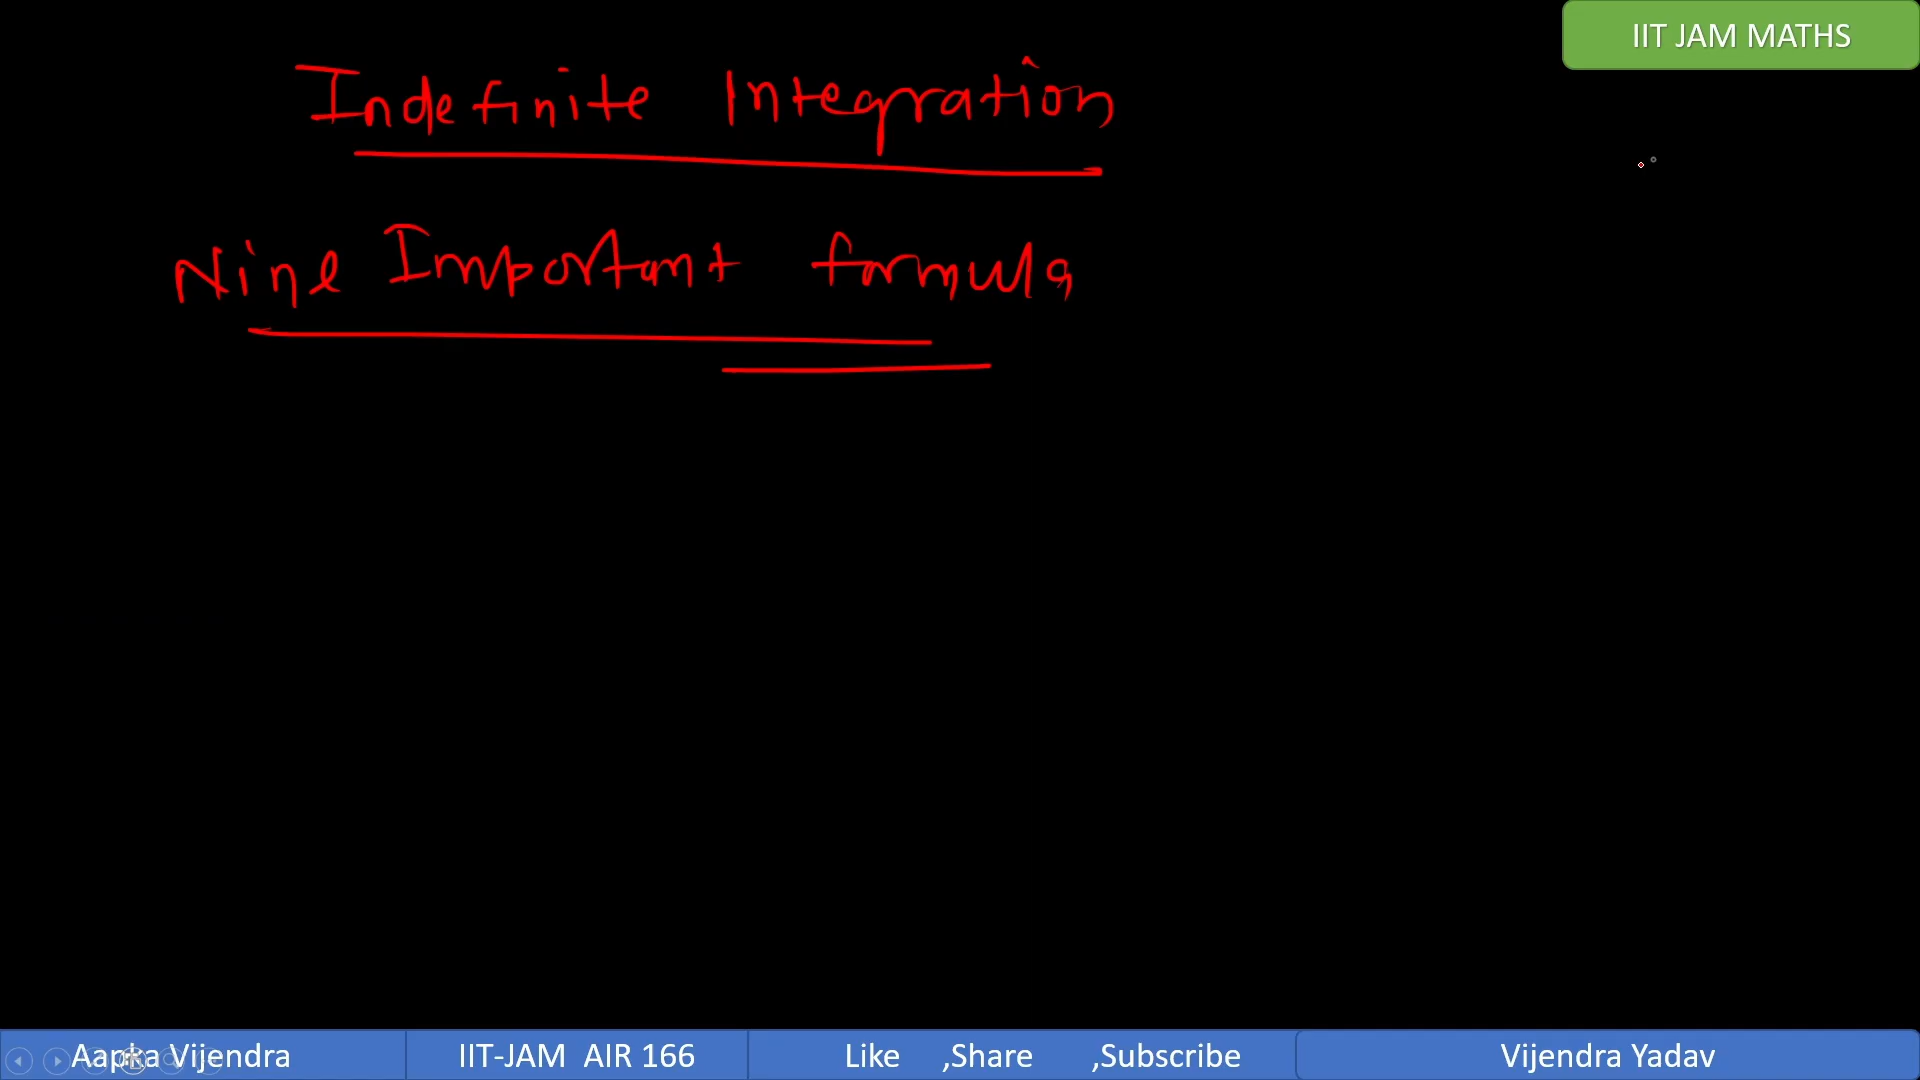 IIT JAM MATHS
Indefinite Integration
Nine Important formula
Aapka Vijendra
IIT-JAM AIR 166
Like ,Share ,Subscribe
Vijendra Yadav